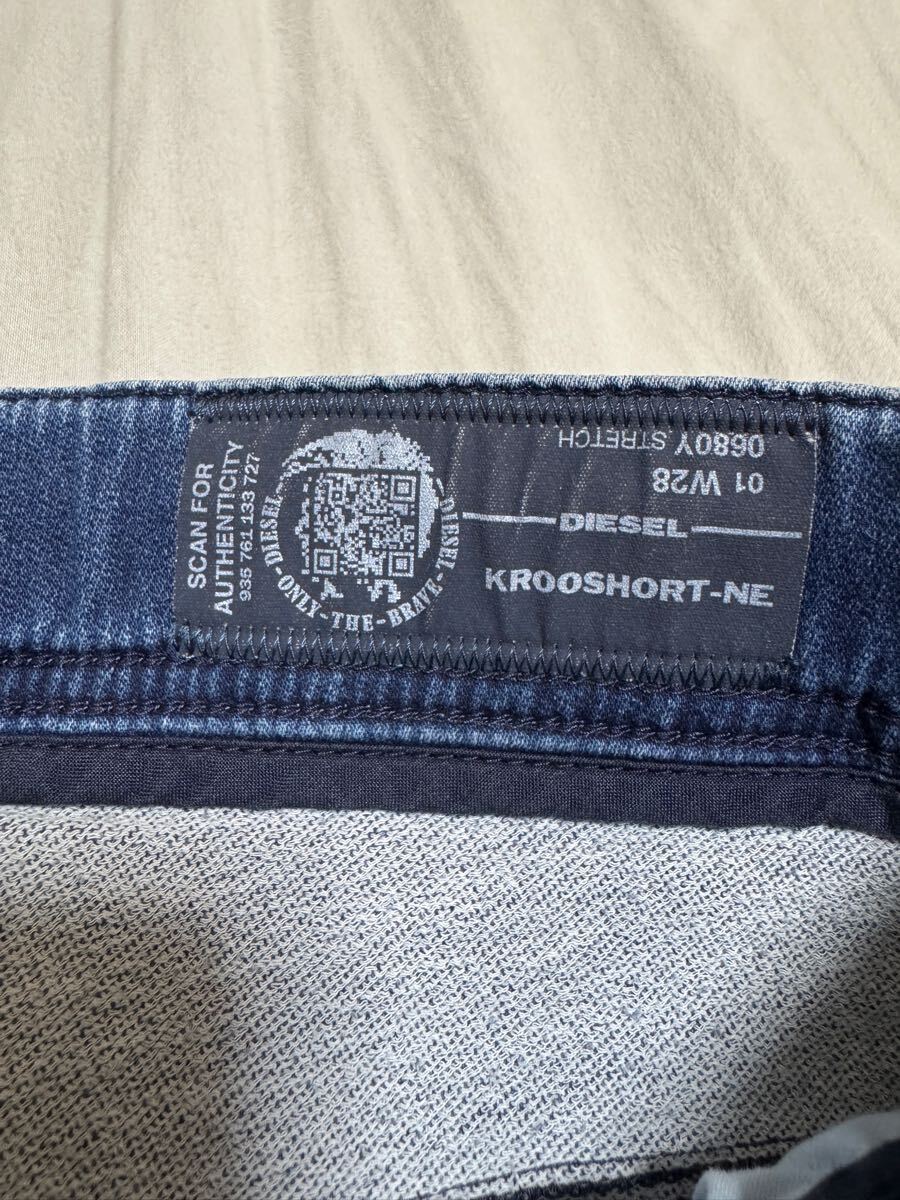 SCAN FOR
AUTHENTICITY
935 761 133 727
DIESEL-ONLY-THE-BRAVE-DIESEL
0680Y STRETCH
01 W28
DIESEL
KROOSHORT-NE